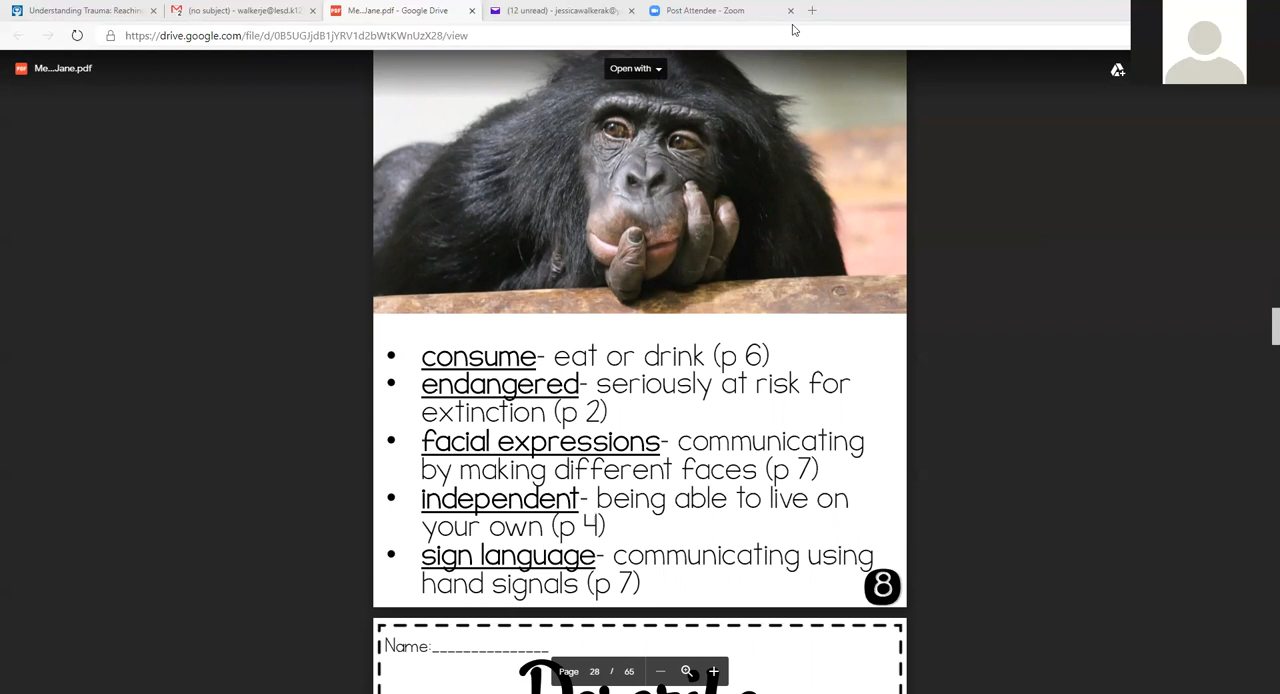 Understanding Trauma: Reachin
(no subject) - walkerje@lesd.k12
Me...Jane.pdf - Google Drive
(12 unread) - jessicawalkerak@y
Post Attendee - Zoom
https://drive.google.com/file/d/0B5UGJjdB1jYRV1d2bWtKWnUzX28/view
PDF Me...Jane.pdf
Open with
• consume- eat or drink (p 6)
• endangered- seriously at risk for
extinction (p 2)
• facial expressions- communicating
by making different faces (p 7)
• independent- being able to live on
your own (p 4)
• sign language- communicating using
hand signals (p 7)
8
Name:_______________
Page 28 / 65